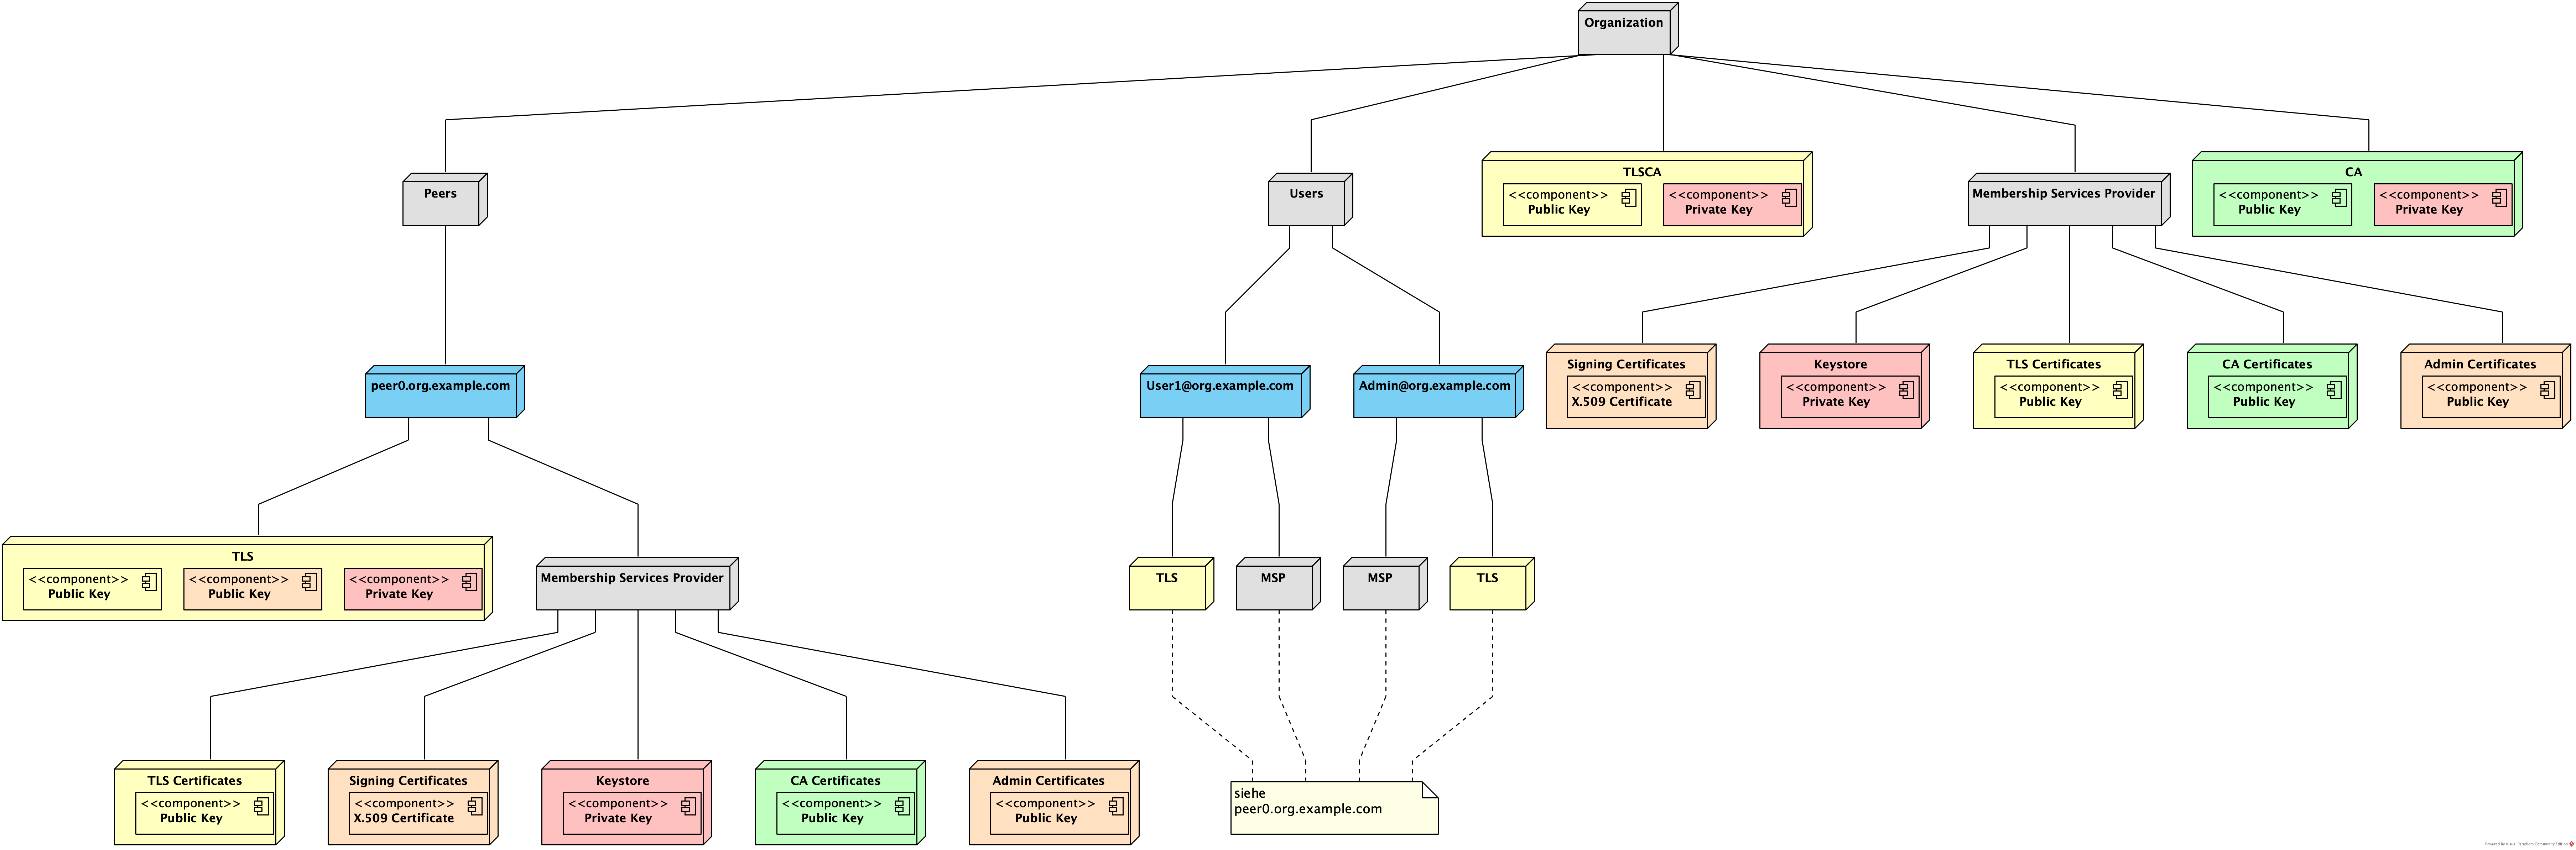 Organization
Peers
Users
TLSCA
<<component>>
Public Key
<<component>>
Private Key
Membership Services Provider
CA
<<component>>
Public Key
<<component>>
Private Key
peer0.org.example.com
User1@org.example.com
Admin@org.example.com
Signing Certificates
<<component>>
X.509 Certificate
Keystore
<<component>>
Private Key
TLS Certificates
<<component>>
Public Key
CA Certificates
<<component>>
Public Key
Admin Certificates
<<component>>
Public Key
TLS
<<component>>
Public Key
<<component>>
Public Key
<<component>>
Private Key
Membership Services Provider
TLS
MSP
MSP
TLS
TLS Certificates
<<component>>
Public Key
Signing Certificates
<<component>>
X.509 Certificate
Keystore
<<component>>
Private Key
CA Certificates
<<component>>
Public Key
Admin Certificates
<<component>>
Public Key
siehe
peer0.org.example.com
Powered By Visual Paradigm Community Edition